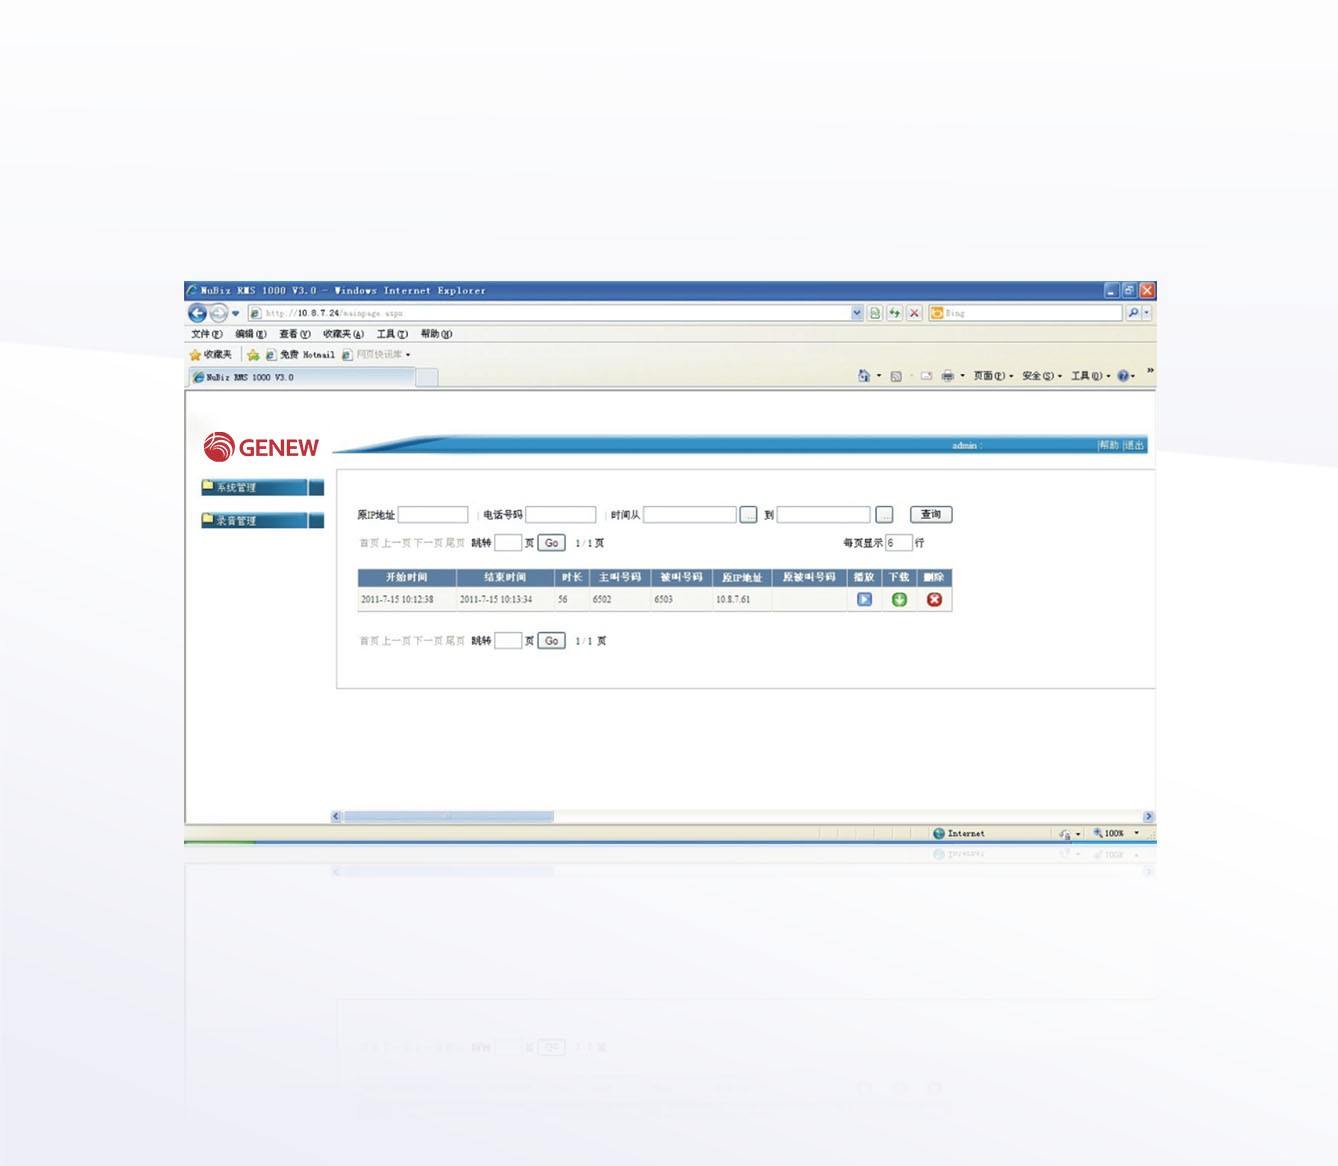 NuBiz RMS 1000 V3.0 - Windows Internet Explorer
http://10.8.7.24/mainpage.aspx
Bing
文件(F) 编辑(E) 查看(V) 收藏夹(A) 工具(T) 帮助(H)
收藏夹 免费 Hotmail 网页快讯库
NuBiz RMS 1000 V3.0
页面(P) 安全(S) 工具(O) »
GENEW
admin :
|帮助 |退出
系统管理
录音管理
原IP地址 | 电话号码 | 时间从 ... 到 ... 查询
首页 上一页 下一页 尾页 跳转 页 Go 1/1 页 每页显示 6 行
开始时间 结束时间 时长 主叫号码 被叫号码 原IP地址 原被叫号码 播放 下载 删除
2011-7-15 10:12:38 2011-7-15 10:13:34 56 6502 6503 10.8.7.61
首页 上一页 下一页 尾页 跳转 页 Go 1/1 页
Internet 100%